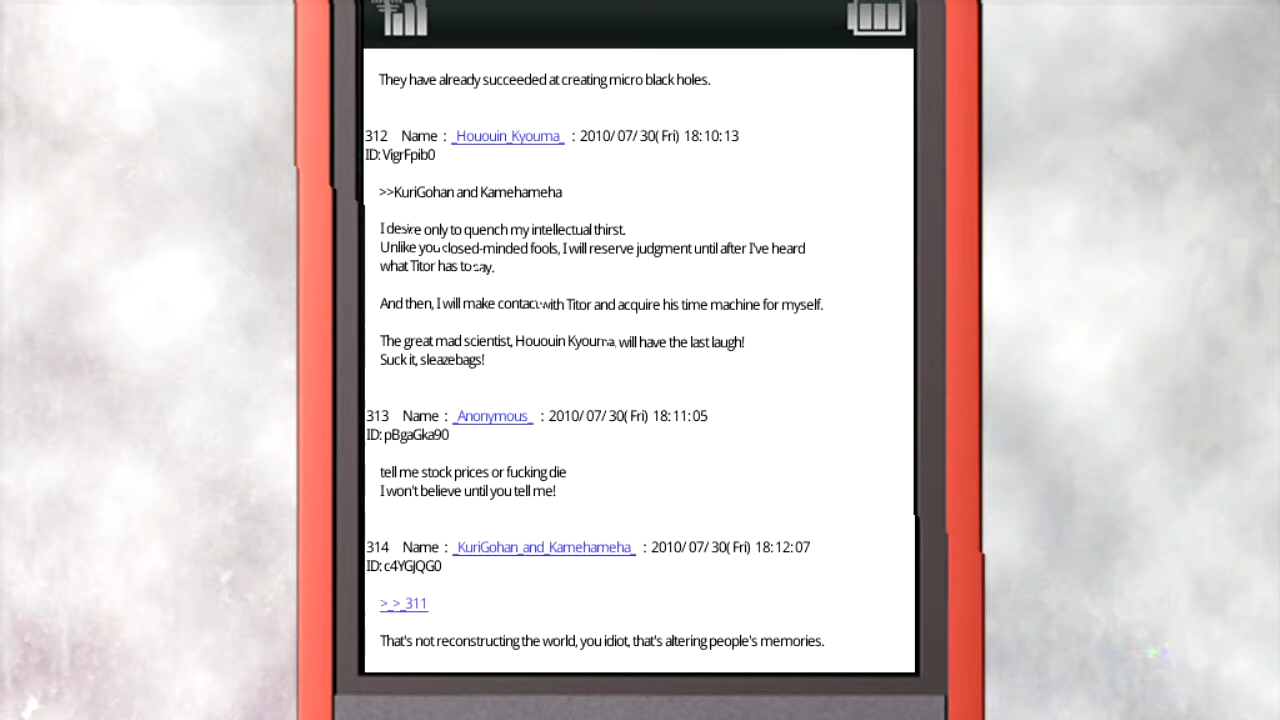 They have already succeeded at creating micro black holes.
312 Name : _Hououin_Kyouma_ : 2010/07/30(Fri) 18:10:13
ID:VigrFpib0
>>KuriGohan and Kamehameha
I desire only to quench my intellectual thirst.
Unlike you closed-minded fools, I will reserve judgment until after I've heard
what Titor has to say.
And then, I will make contact with Titor and acquire his time machine for myself.
The great mad scientist, Hououin Kyouma, will have the last laugh!
Suck it, sleazebags!
313 Name : _Anonymous_ : 2010/07/30(Fri) 18:11:05
ID:pBgaGka90
tell me stock prices or fucking die
I won't believe until you tell me!
314 Name : _KuriGohan_and_Kamehameha_ : 2010/07/30(Fri) 18:12:07
ID:c4YGJQG0
>_>_311
That's not reconstructing the world, you idiot, that's altering people's memories.